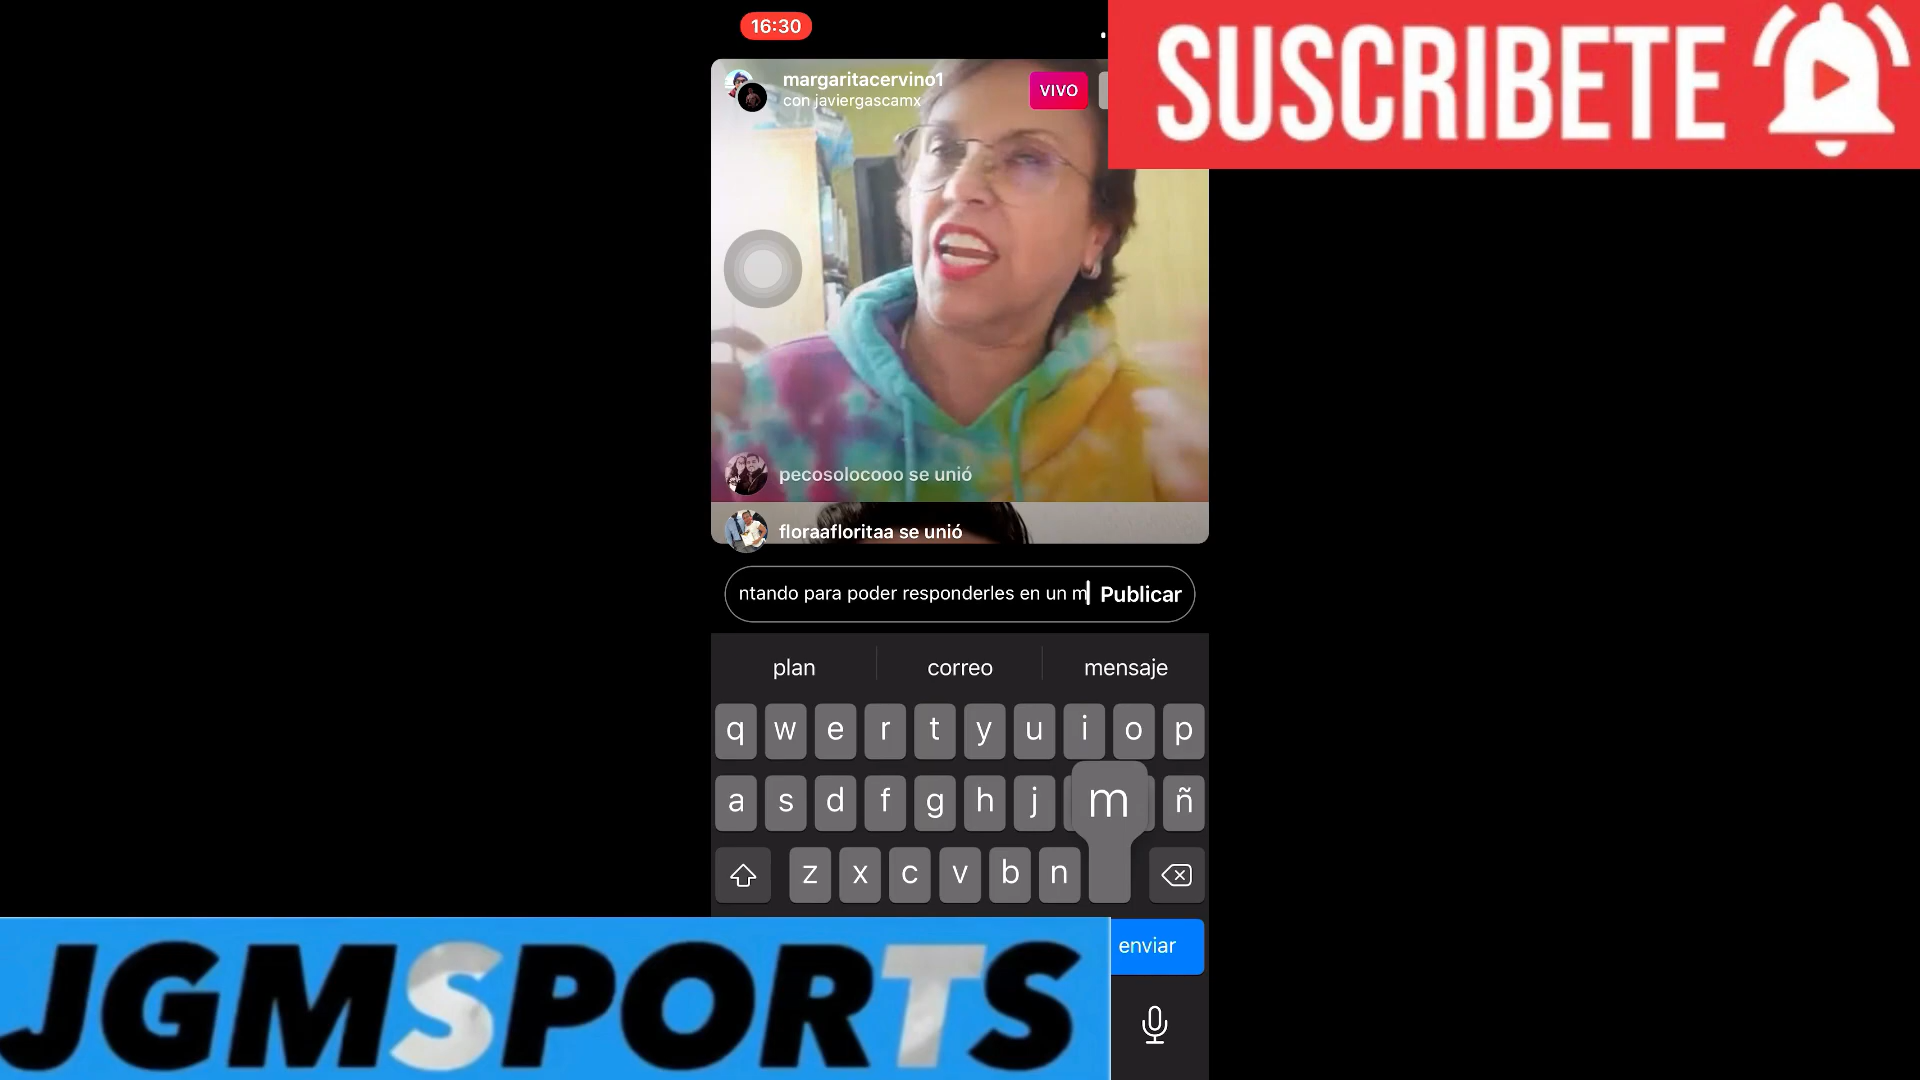 16:30
SUSCRIBETE
margaritacervino1
VIVO
con javiergascamx
pecosolocooo se unió
floraafloritaa se unió
ntando para poder responderles en un m
Publicar
plan correo mensaje
q w e r t y u i o p
a s d f g h j m ñ
z x c v b n
enviar
JGMSPORTS